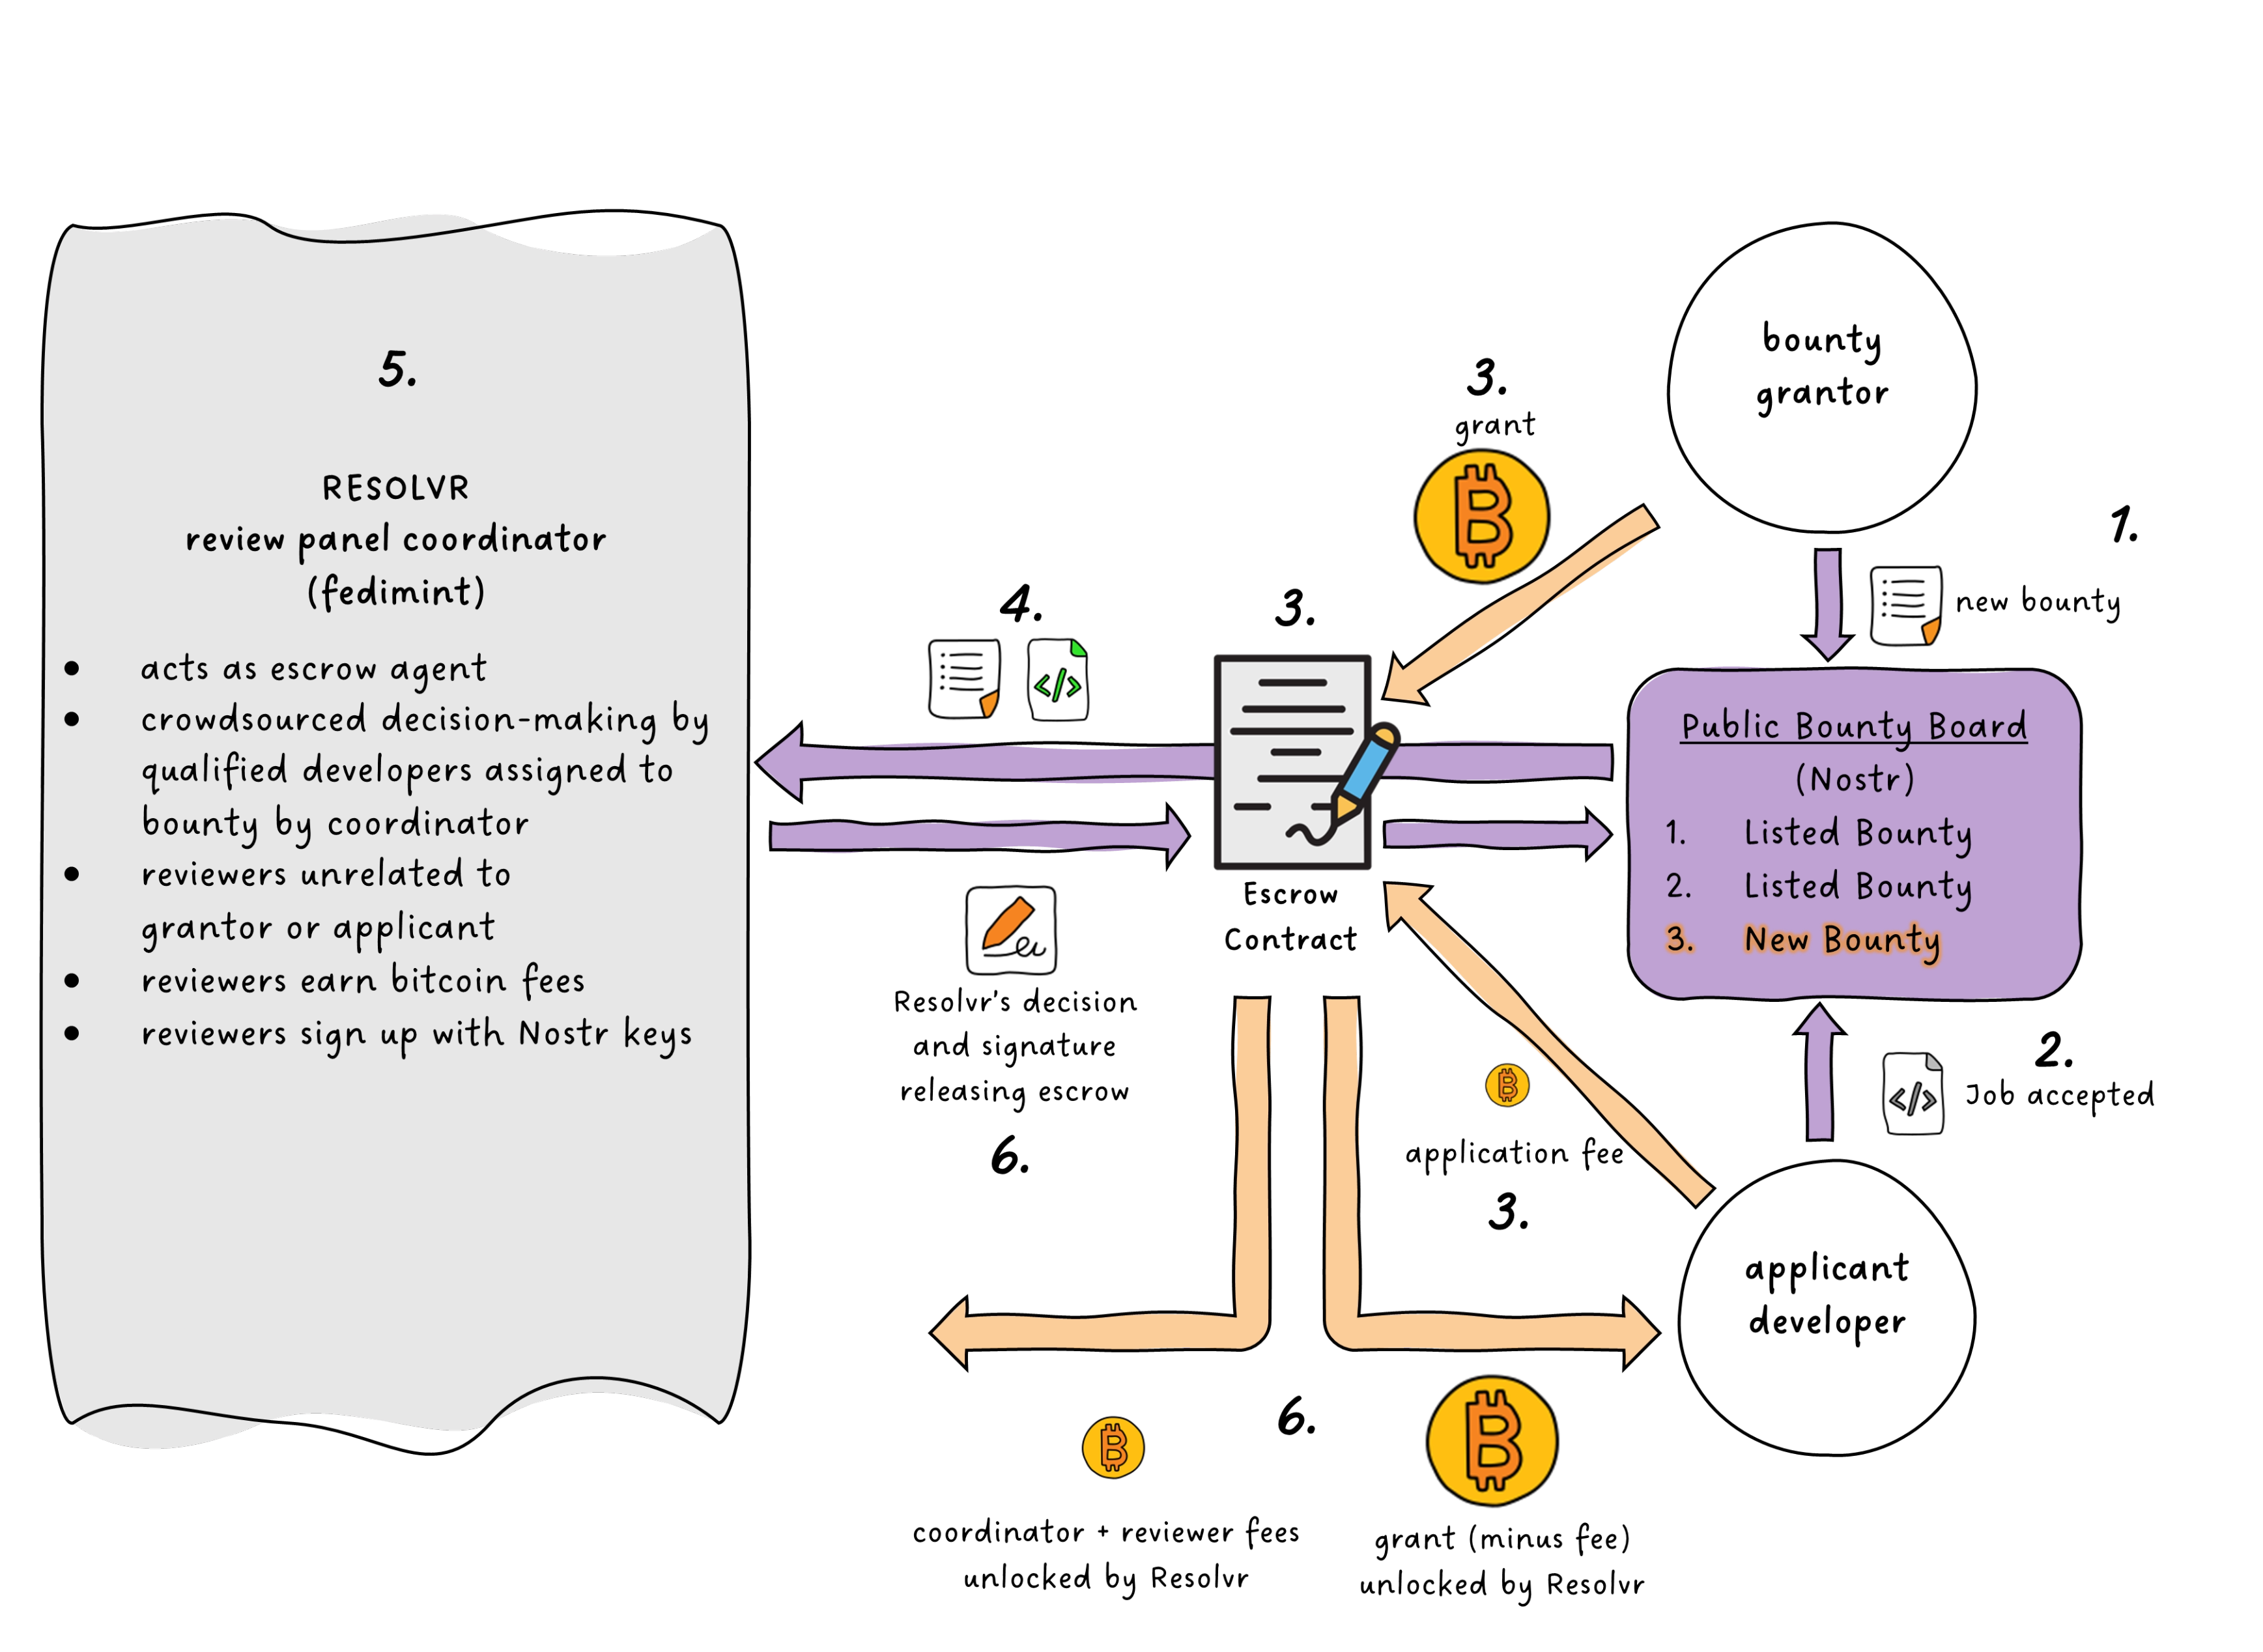 5.
RESOLVR
review panel coordinator
(fedimint)
• acts as escrow agent
• crowdsourced decision-making by
qualified developers assigned to
bounty by coordinator
• reviewers unrelated to
grantor or applicant
• reviewers earn bitcoin fees
• reviewers sign up with Nostr keys
4.
</>
Resolvr's decision
and signature
releasing escrow
6.
3.
grant
3.
Escrow
Contract
bounty
grantor
1.
new bounty
Public Bounty Board
(Nostr)
1. Listed Bounty
2. Listed Bounty
3. New Bounty
2.
</>
Job accepted
application fee
3.
applicant
developer
6.
coordinator + reviewer fees
unlocked by Resolvr
grant (minus fee)
unlocked by Resolvr